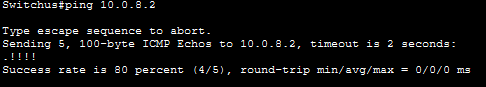 Switchus#ping 10.0.8.2
Type escape sequence to abort.
Sending 5, 100-byte ICMP Echos to 10.0.8.2, timeout is 2 seconds:
.!!!!
Success rate is 80 percent (4/5), round-trip min/avg/max = 0/0/0 ms